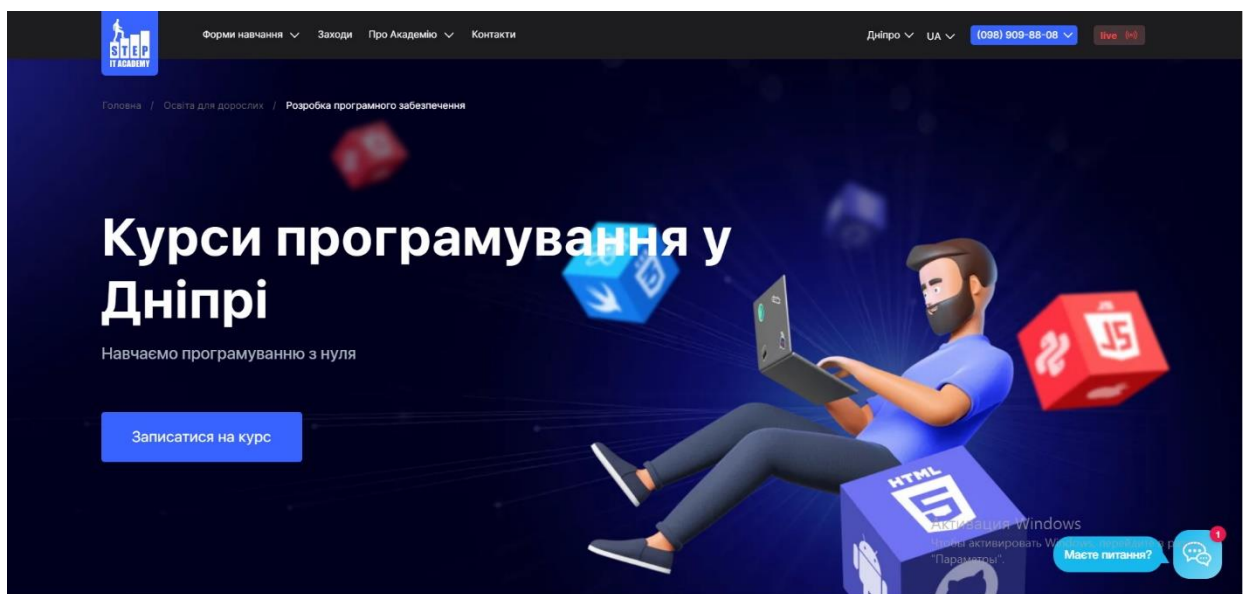 STEP
IT ACADEMY
Форми навчання
Заходи
Про Академію
Контакти
Дніпро
UA
(098) 909-88-08
live
Головна / Освіта для дорослих / Розробка програмного забезпечення
Курси програмування у
Дніпрі
Навчаємо програмуванню з нуля
Записатися на курс
JS
HTML
5
Активация Windows
Чтобы активировать
"Параметры".
Маєте питання?
1